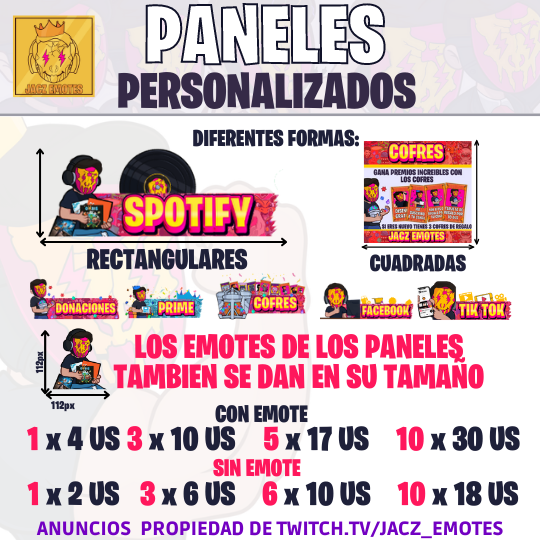 PANELES
PERSONALIZADOS
JACZ EMOTES
DIFERENTES FORMAS:
SPOTIFY
COFRES
GANA PREMIOS INCREIBLES CON
LOS COFRES
SI ERES NUEVO TIENES 3 COFRES DE REGALO
JACZ EMOTES
RECTANGULARES
CUADRADAS
DONACIONES
PRIME
COFRES
FACEBOOK
TIK TOK
112px
112px
LOS EMOTES DE LOS PANELES
TAMBIEN SE DAN EN SU TAMAÑO
CON EMOTE
1 x 4 US 3 x 10 US 5 x 17 US 10 x 30 US
SIN EMOTE
1 x 2 US 3 x 6 US 6 x 10 US 10 x 18 US
ANUNCIOS PROPIEDAD DE TWITCH.TV/JACZ_EMOTES